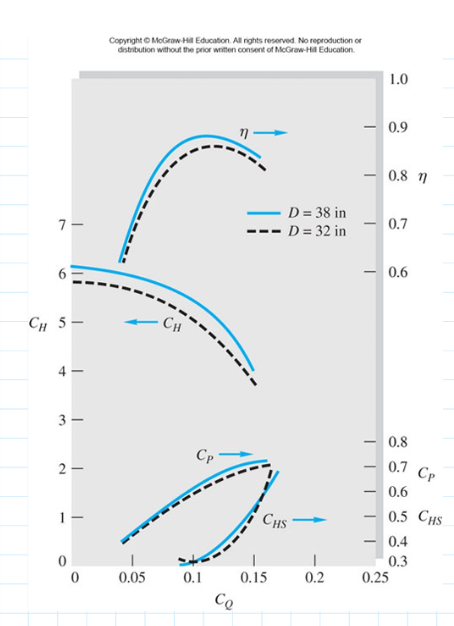 Copyright © McGraw-Hill Education. All rights reserved. No reproduction or
distribution without the prior written consent of McGraw-Hill Education.
1.0
0.9
0.8 η
0.7
0.6
η
D = 38 in
D = 32 in
7
6
5
4
3
2
1
0
C_H
C_H
C_P
C_HS
0.8
0.7 C_P
0.6
0.5 C_HS
0.4
0.3
0 0.05 0.1 0.15 0.2 0.25
C_Q